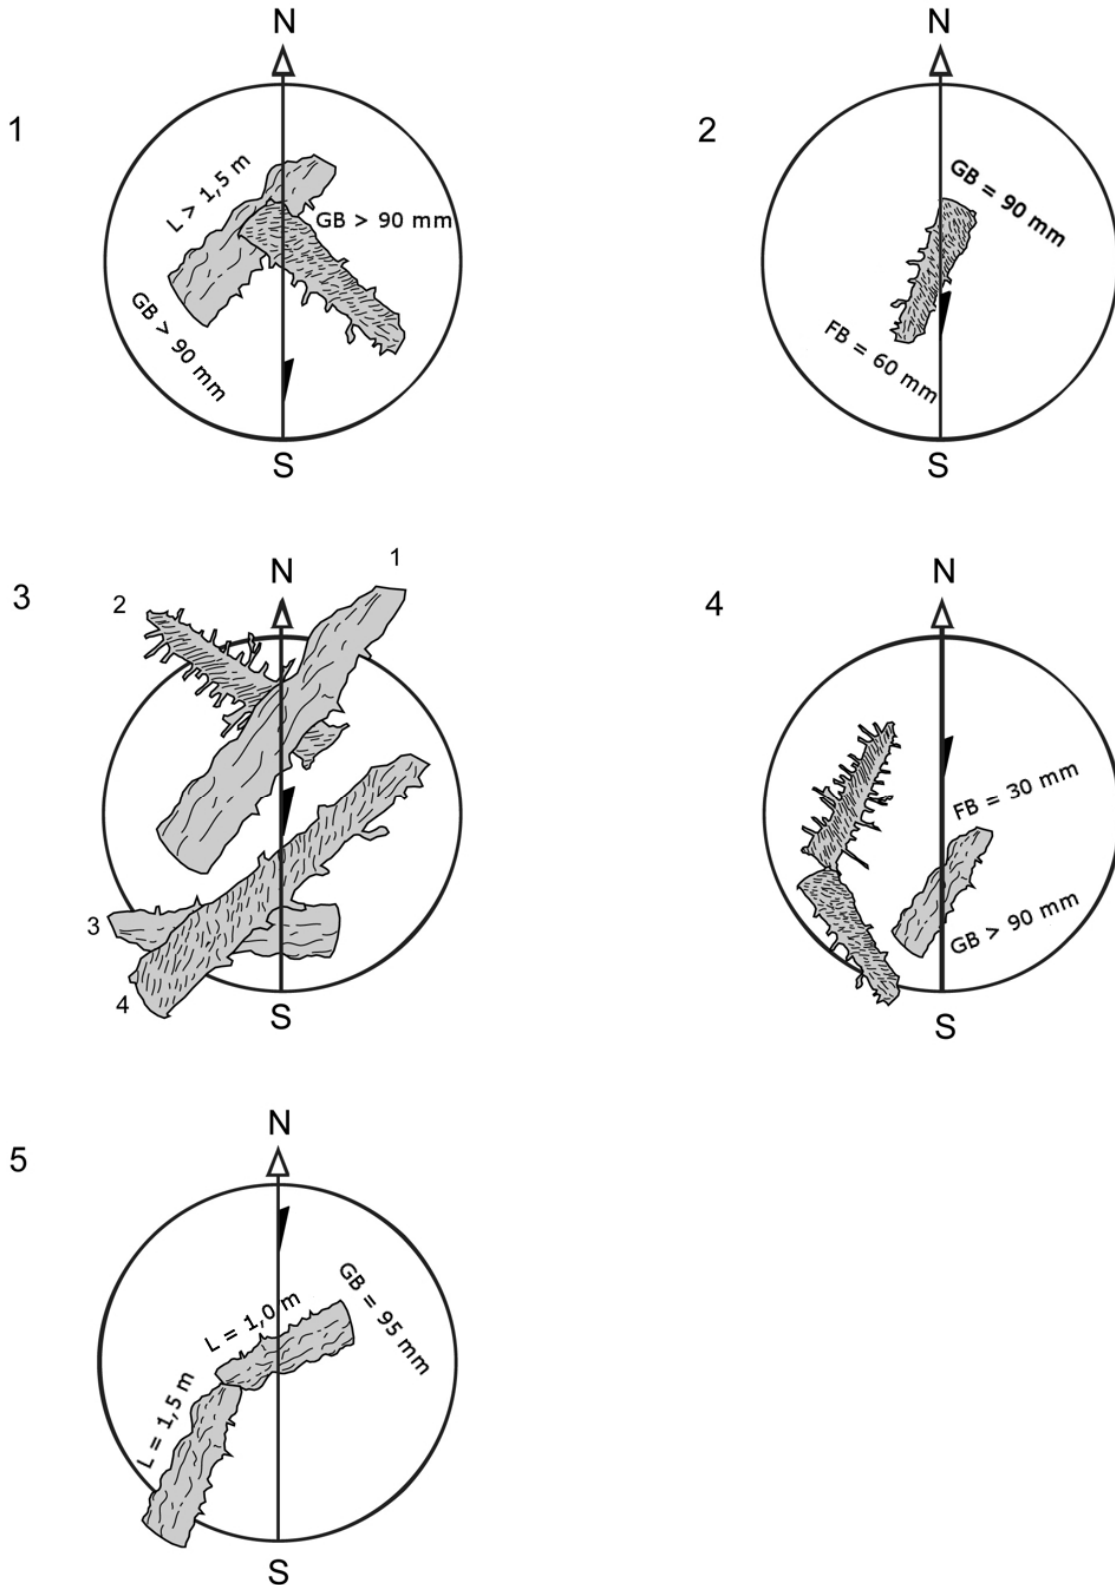 N
N
1
2
L > 1,5 m
GB > 90 mm
GB > 90 mm
GB = 90 mm
FB = 60 mm
S
S
N
N
3
4
1
2
3
4
FB = 30 mm
GB > 90 mm
S
S
N
5
L = 1,0 m
GB = 95 mm
L = 1,5 m
S